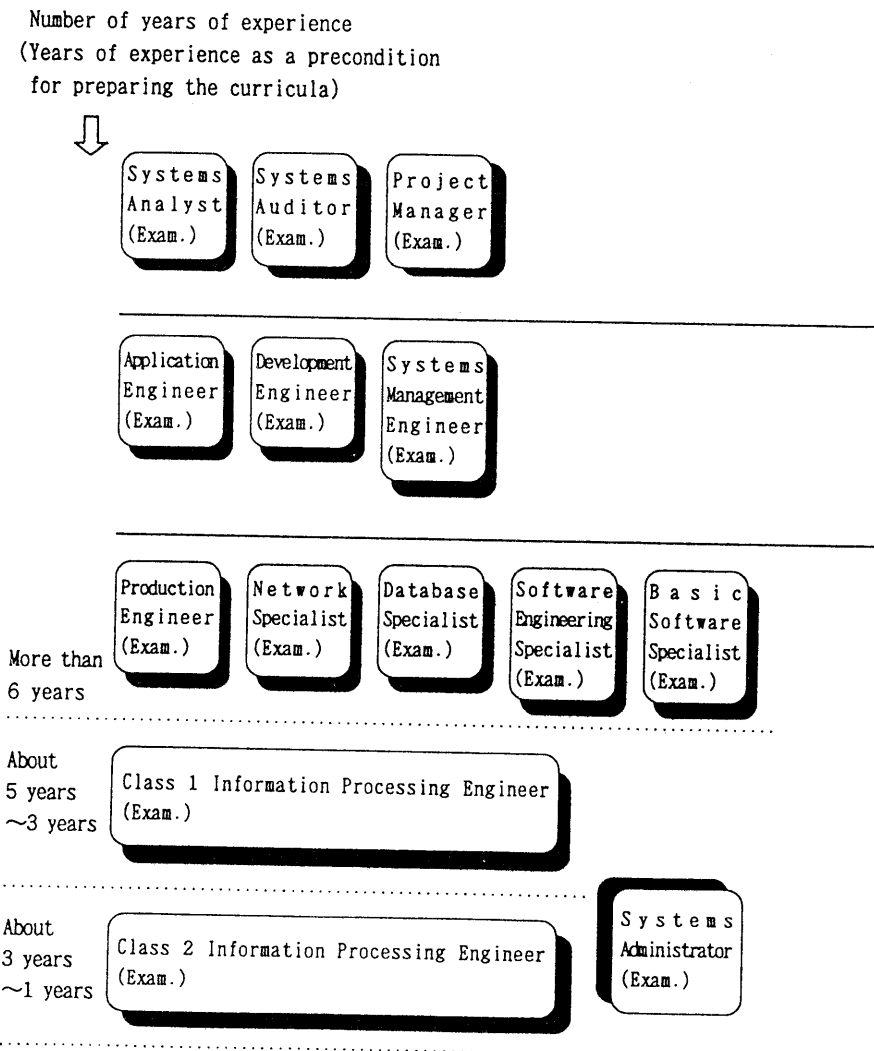 Number of years of experience
(Years of experience as a precondition
for preparing the curricula)
Systems
Analyst
(Exam.)
Systems
Auditor
(Exam.)
Project
Manager
(Exam.)
Application
Engineer
(Exam.)
Development
Engineer
(Exam.)
Systems
Management
Engineer
(Exam.)
Production
Engineer
(Exam.)
Network
Specialist
(Exam.)
Database
Specialist
(Exam.)
Software
Engineering
Specialist
(Exam.)
Basic
Software
Specialist
(Exam.)
More than
6 years
About
5 years
～3 years
Class 1 Information Processing Engineer
(Exam.)
About
3 years
～1 years
Class 2 Information Processing Engineer
(Exam.)
Systems
Administrator
(Exam.)